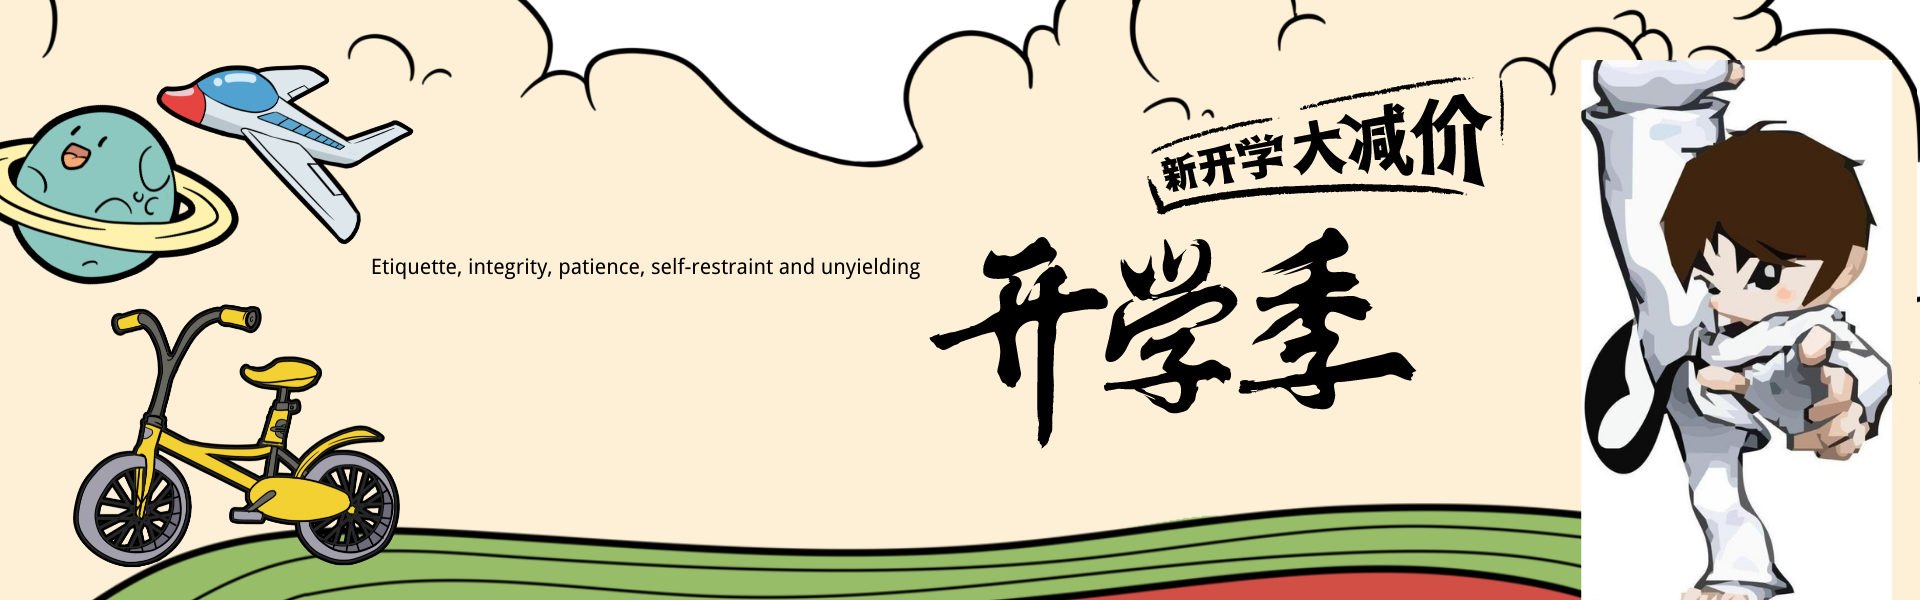 新开学大减价
Etiquette, integrity, patience, self-restraint and unyielding
开学季